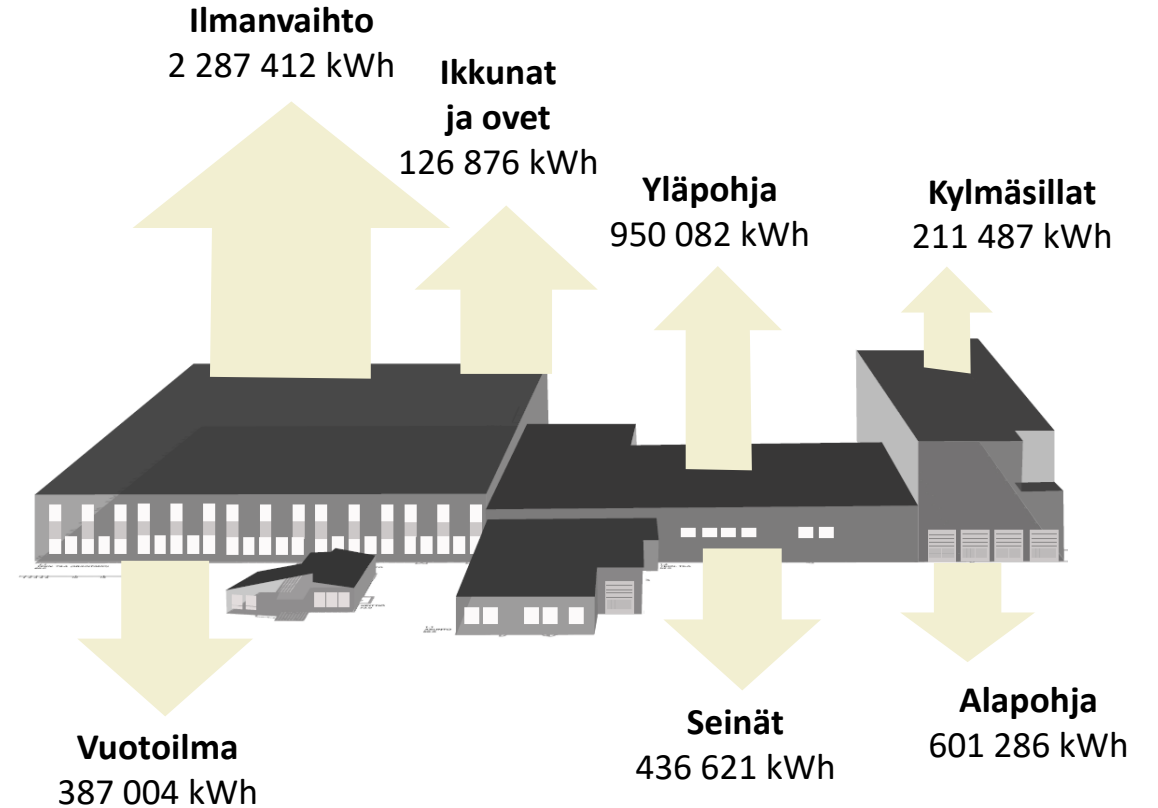 Ilmanvaihto
2 287 412 kWh
Ikkunat
ja ovet
126 876 kWh
Yläpohja
950 082 kWh
Kylmäsillat
211 487 kWh
Vuotoilma
387 004 kWh
Seinät
436 621 kWh
Alapohja
601 286 kWh